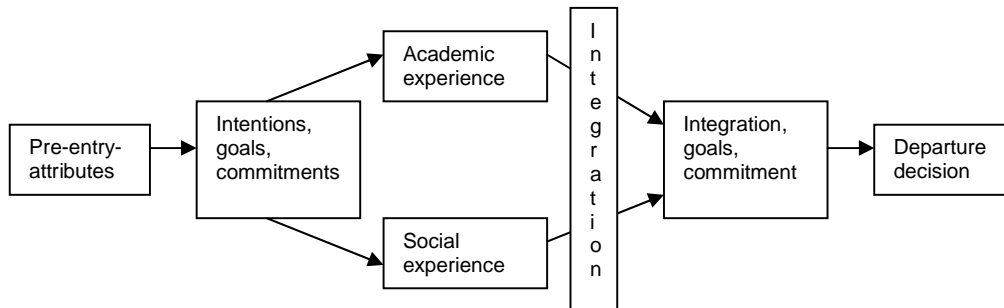 Pre-entry-
attributes
Intentions,
goals,
commitments
Academic
experience
Social
experience
I
n
t
e
g
r
a
t
i
o
n
Integration,
goals,
commitment
Departure
decision